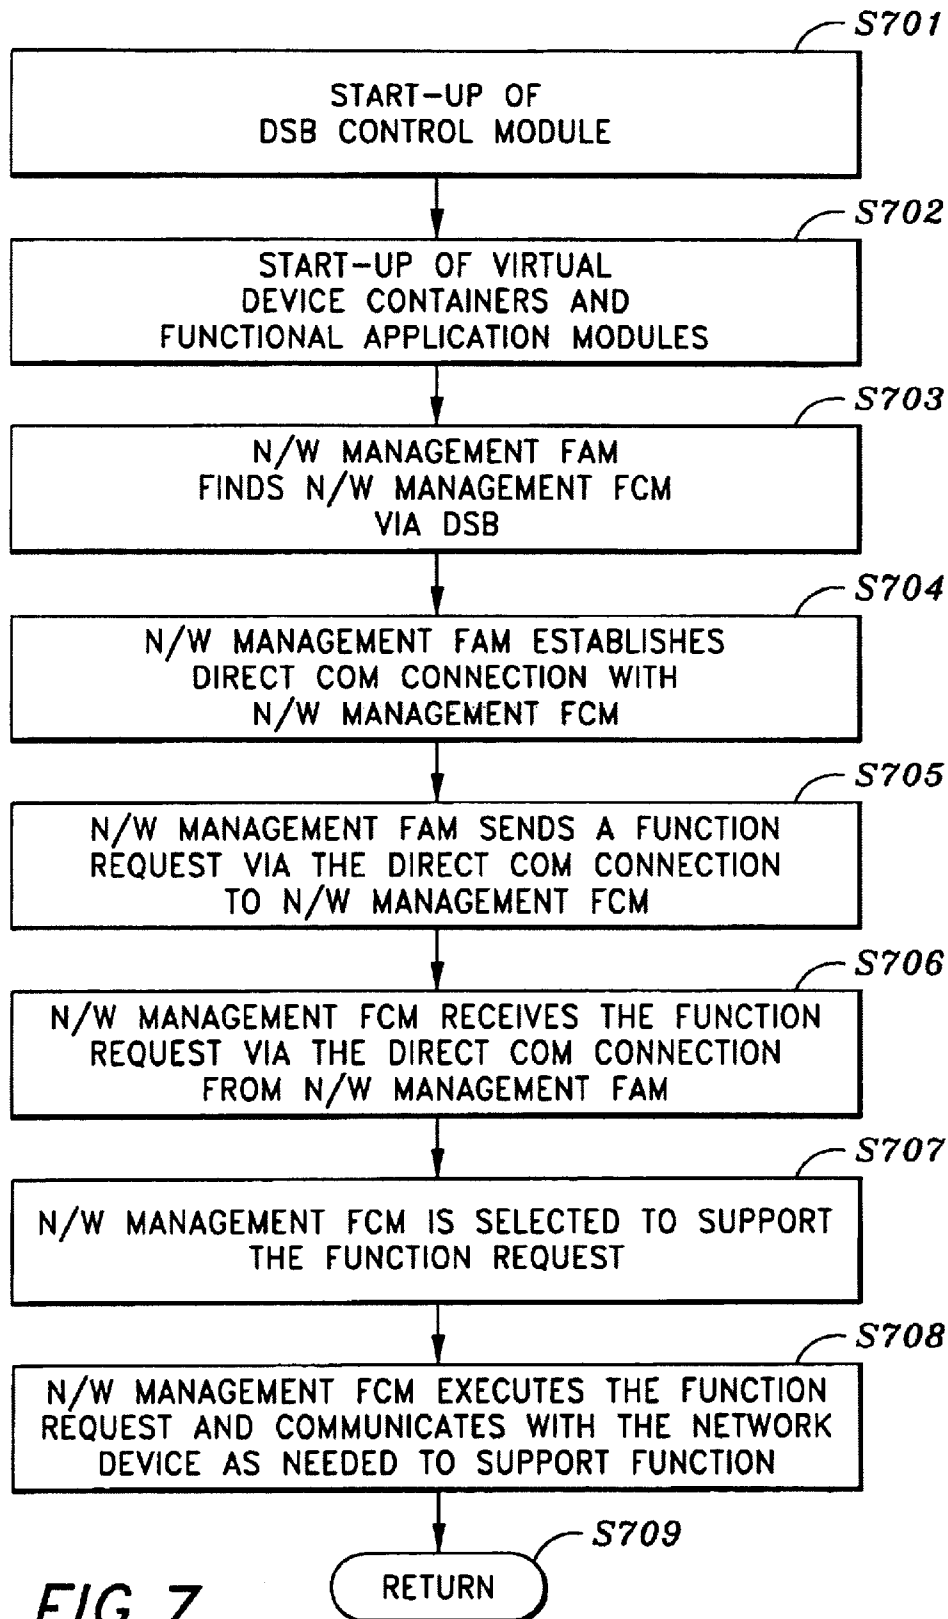 S701
START-UP OF
DSB CONTROL MODULE
S702
START-UP OF VIRTUAL
DEVICE CONTAINERS AND
FUNCTIONAL APPLICATION MODULES
S703
N/W MANAGEMENT FAM
FINDS N/W MANAGEMENT FCM
VIA DSB
S704
N/W MANAGEMENT FAM ESTABLISHES
DIRECT COM CONNECTION WITH
N/W MANAGEMENT FCM
S705
N/W MANAGEMENT FAM SENDS A FUNCTION
REQUEST VIA THE DIRECT COM CONNECTION
TO N/W MANAGEMENT FCM
S706
N/W MANAGEMENT FCM RECEIVES THE FUNCTION
REQUEST VIA THE DIRECT COM CONNECTION
FROM N/W MANAGEMENT FAM
S707
N/W MANAGEMENT FCM IS SELECTED TO SUPPORT
THE FUNCTION REQUEST
S708
N/W MANAGEMENT FCM EXECUTES THE FUNCTION
REQUEST AND COMMUNICATES WITH THE NETWORK
DEVICE AS NEEDED TO SUPPORT FUNCTION
S709
RETURN
FIG. 7